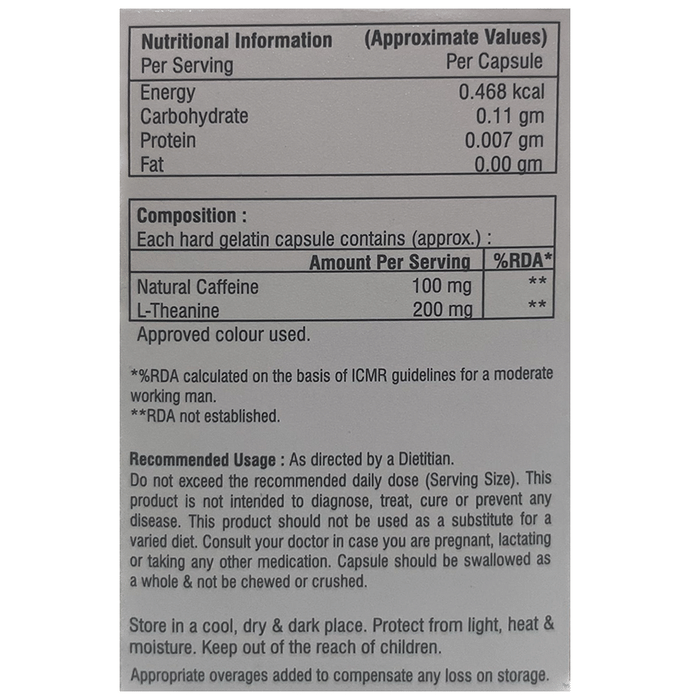 Nutritional Information (Approximate Values)
Per Serving Per Capsule
Energy 0.468 kcal
Carbohydrate 0.11 gm
Protein 0.007 gm
Fat 0.00 gm
Composition :
Each hard gelatin capsule contains (approx.) :
Amount Per Serving %RDA*
Natural Caffeine 100 mg **
L-Theanine 200 mg **
Approved colour used.
*%RDA calculated on the basis of ICMR guidelines for a moderate
working man.
**RDA not established.
Recommended Usage : As directed by a Dietitian.
Do not exceed the recommended daily dose (Serving Size). This
product is not intended to diagnose, treat, cure or prevent any
disease. This product should not be used as a substitute for a
varied diet. Consult your doctor in case you are pregnant, lactating
or taking any other medication. Capsule should be swallowed as
a whole & not be chewed or crushed.
Store in a cool, dry & dark place. Protect from light, heat &
moisture. Keep out of the reach of children.
Appropriate overages added to compensate any loss on storage.